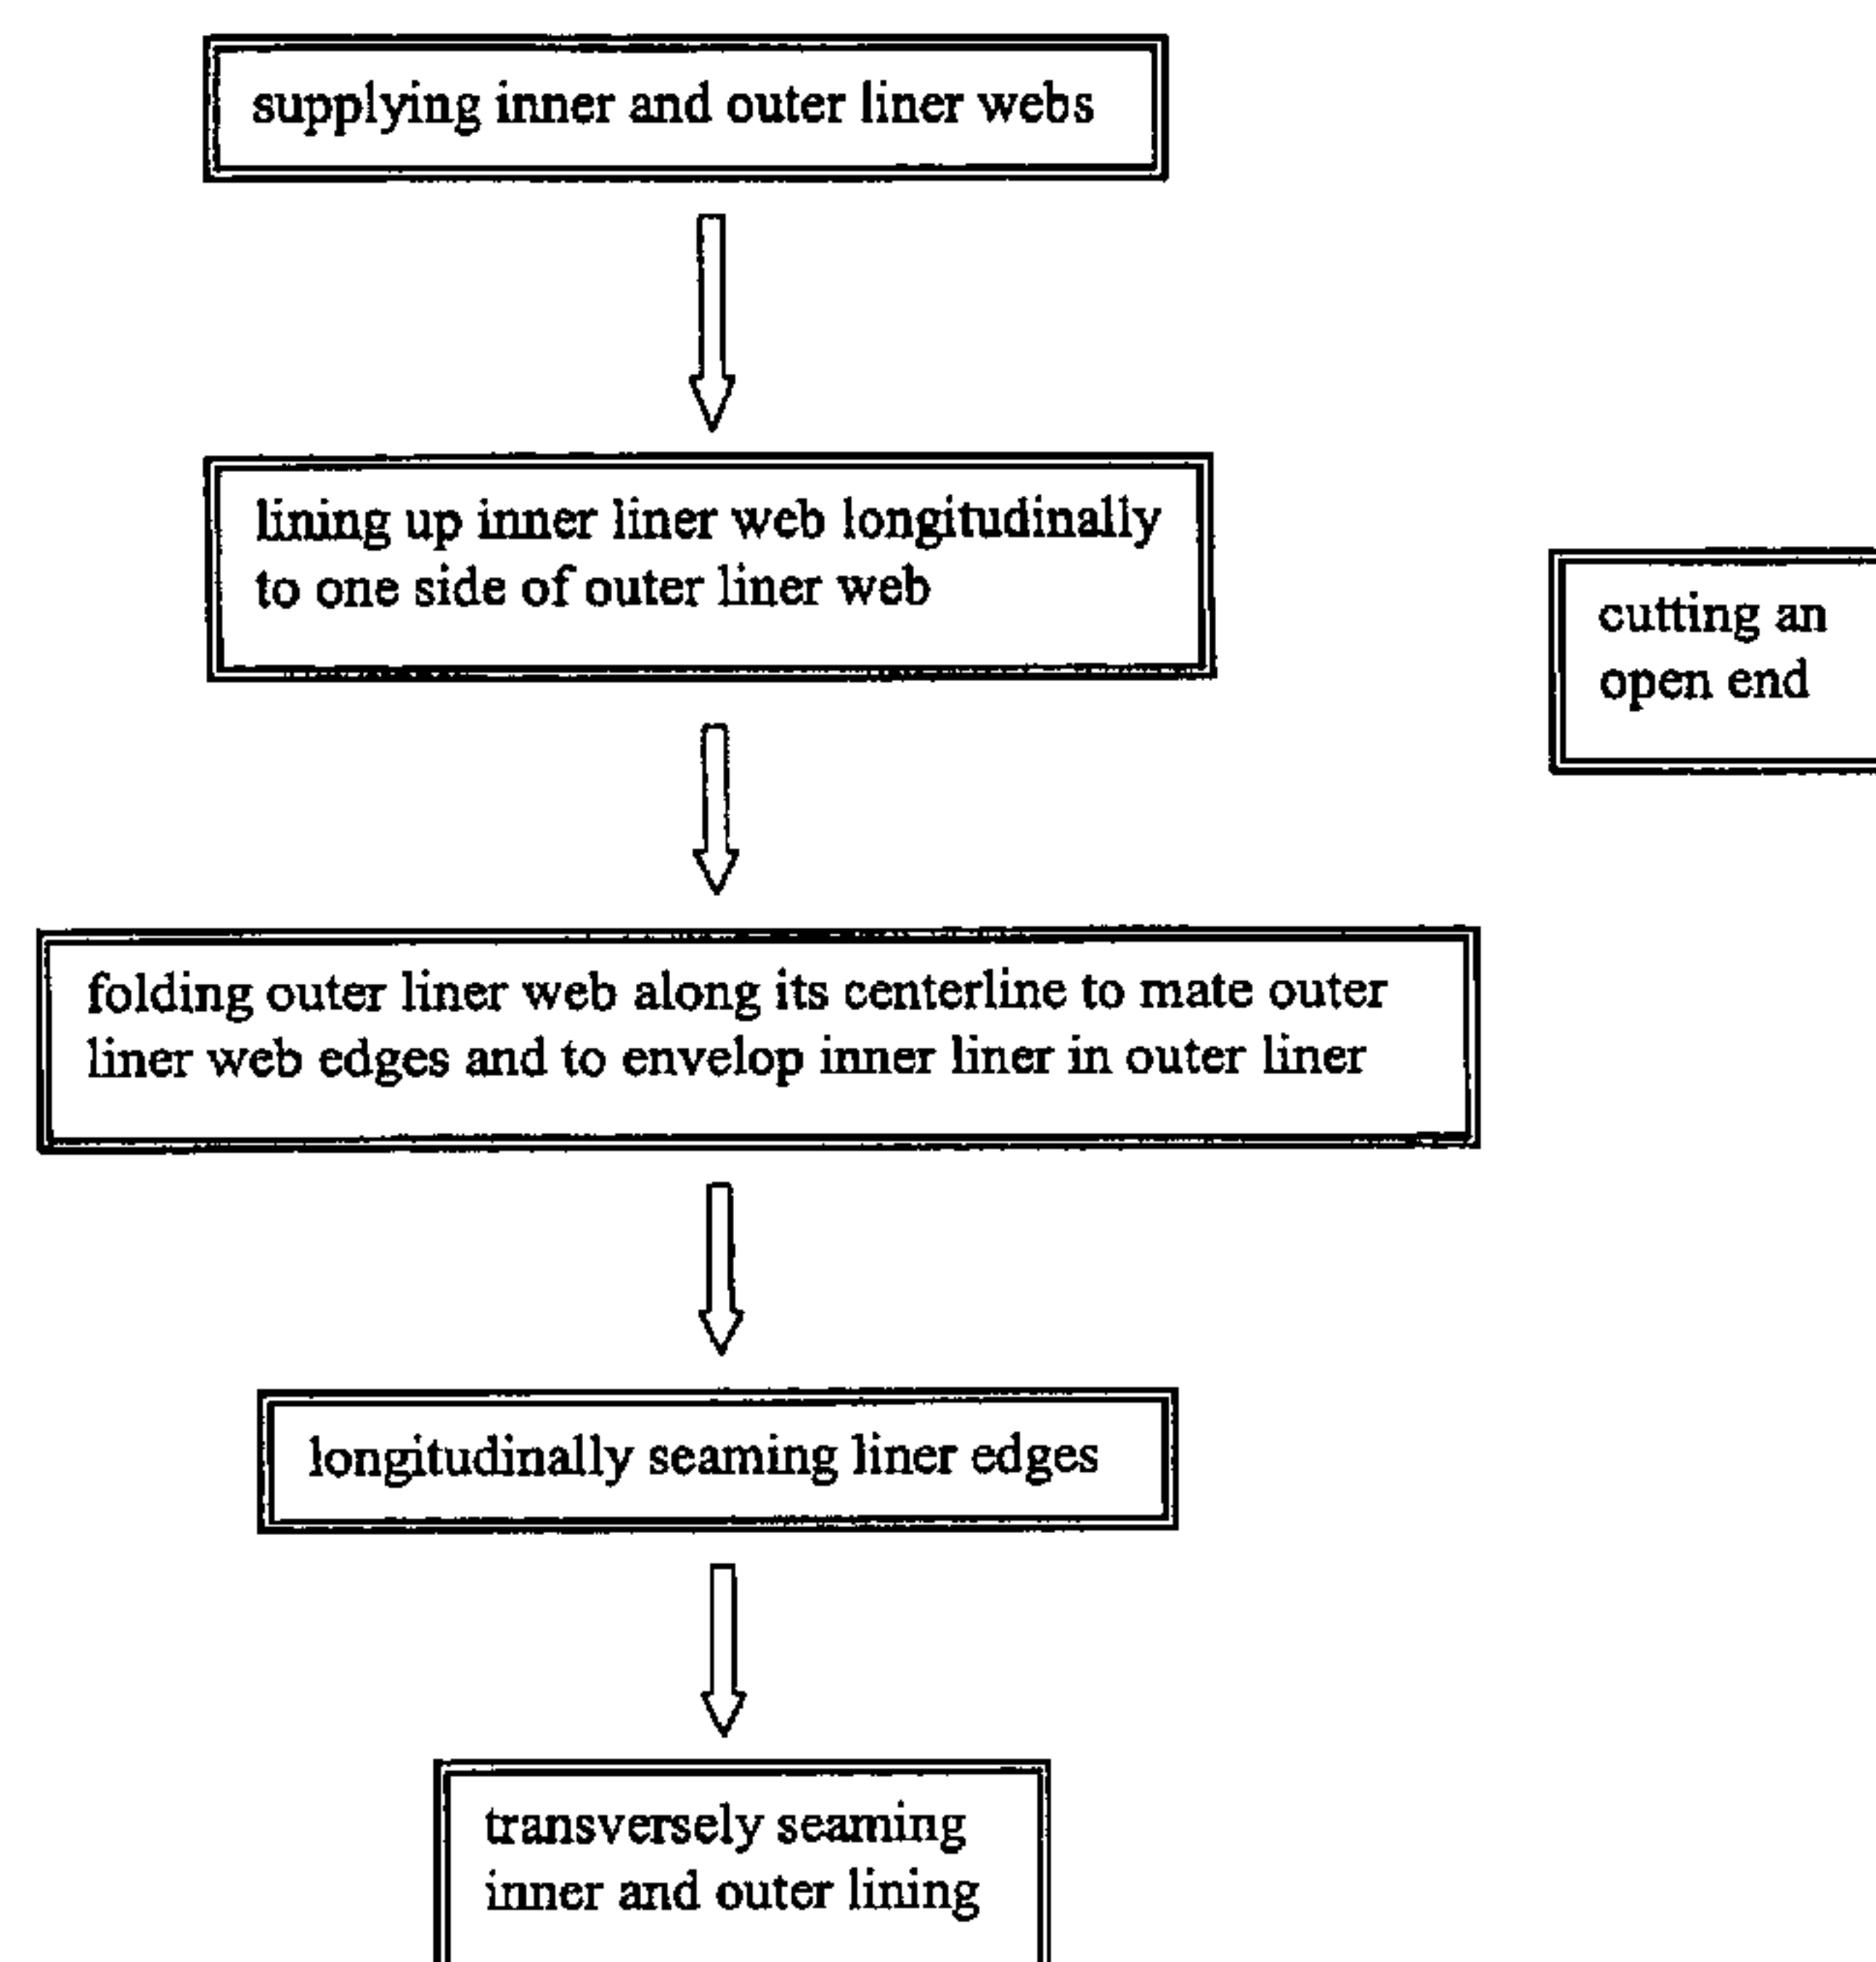 supplying inner and outer liner webs
lining up inner liner web longitudinally
to one side of outer liner web
folding outer liner web along its centerline to mate outer
liner web edges and to envelop inner liner in outer liner
longitudinally seaming liner edges
transversely seaming
inner and outer lining
cutting an
open end